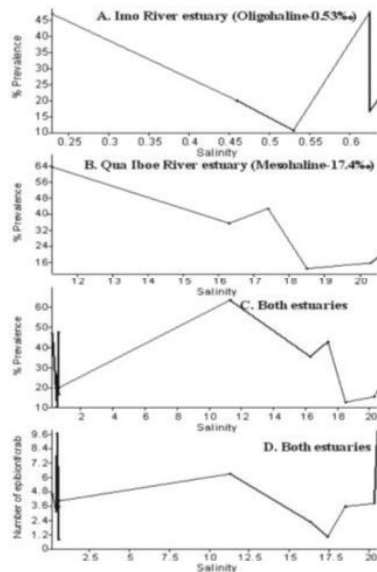 A. Imo River estuary (Oligohaline-0.53‰)
% Prevalence
45
40
35
30
25
20
15
10
0.25 0.3 0.35 0.4 0.45 0.5 0.55 0.6
Salinity
B. Qua Iboe River estuary (Mesohaline-17.4‰)
% Prevalence
64
56
48
40
32
24
16
12 13 14 15 16 17 18 19 20
Salinity
C. Both estuaries
% Prevalence
60
50
40
30
20
10
2 4 6 8 10 12 14 16 18 20
Salinity
D. Both estuaries
Number of epibiont/crab
9.6
8.4
7.2
6
4.8
3.6
2.4
1.2
0
2.5 5 7.5 10 12.5 15 17.5 20
Salinity